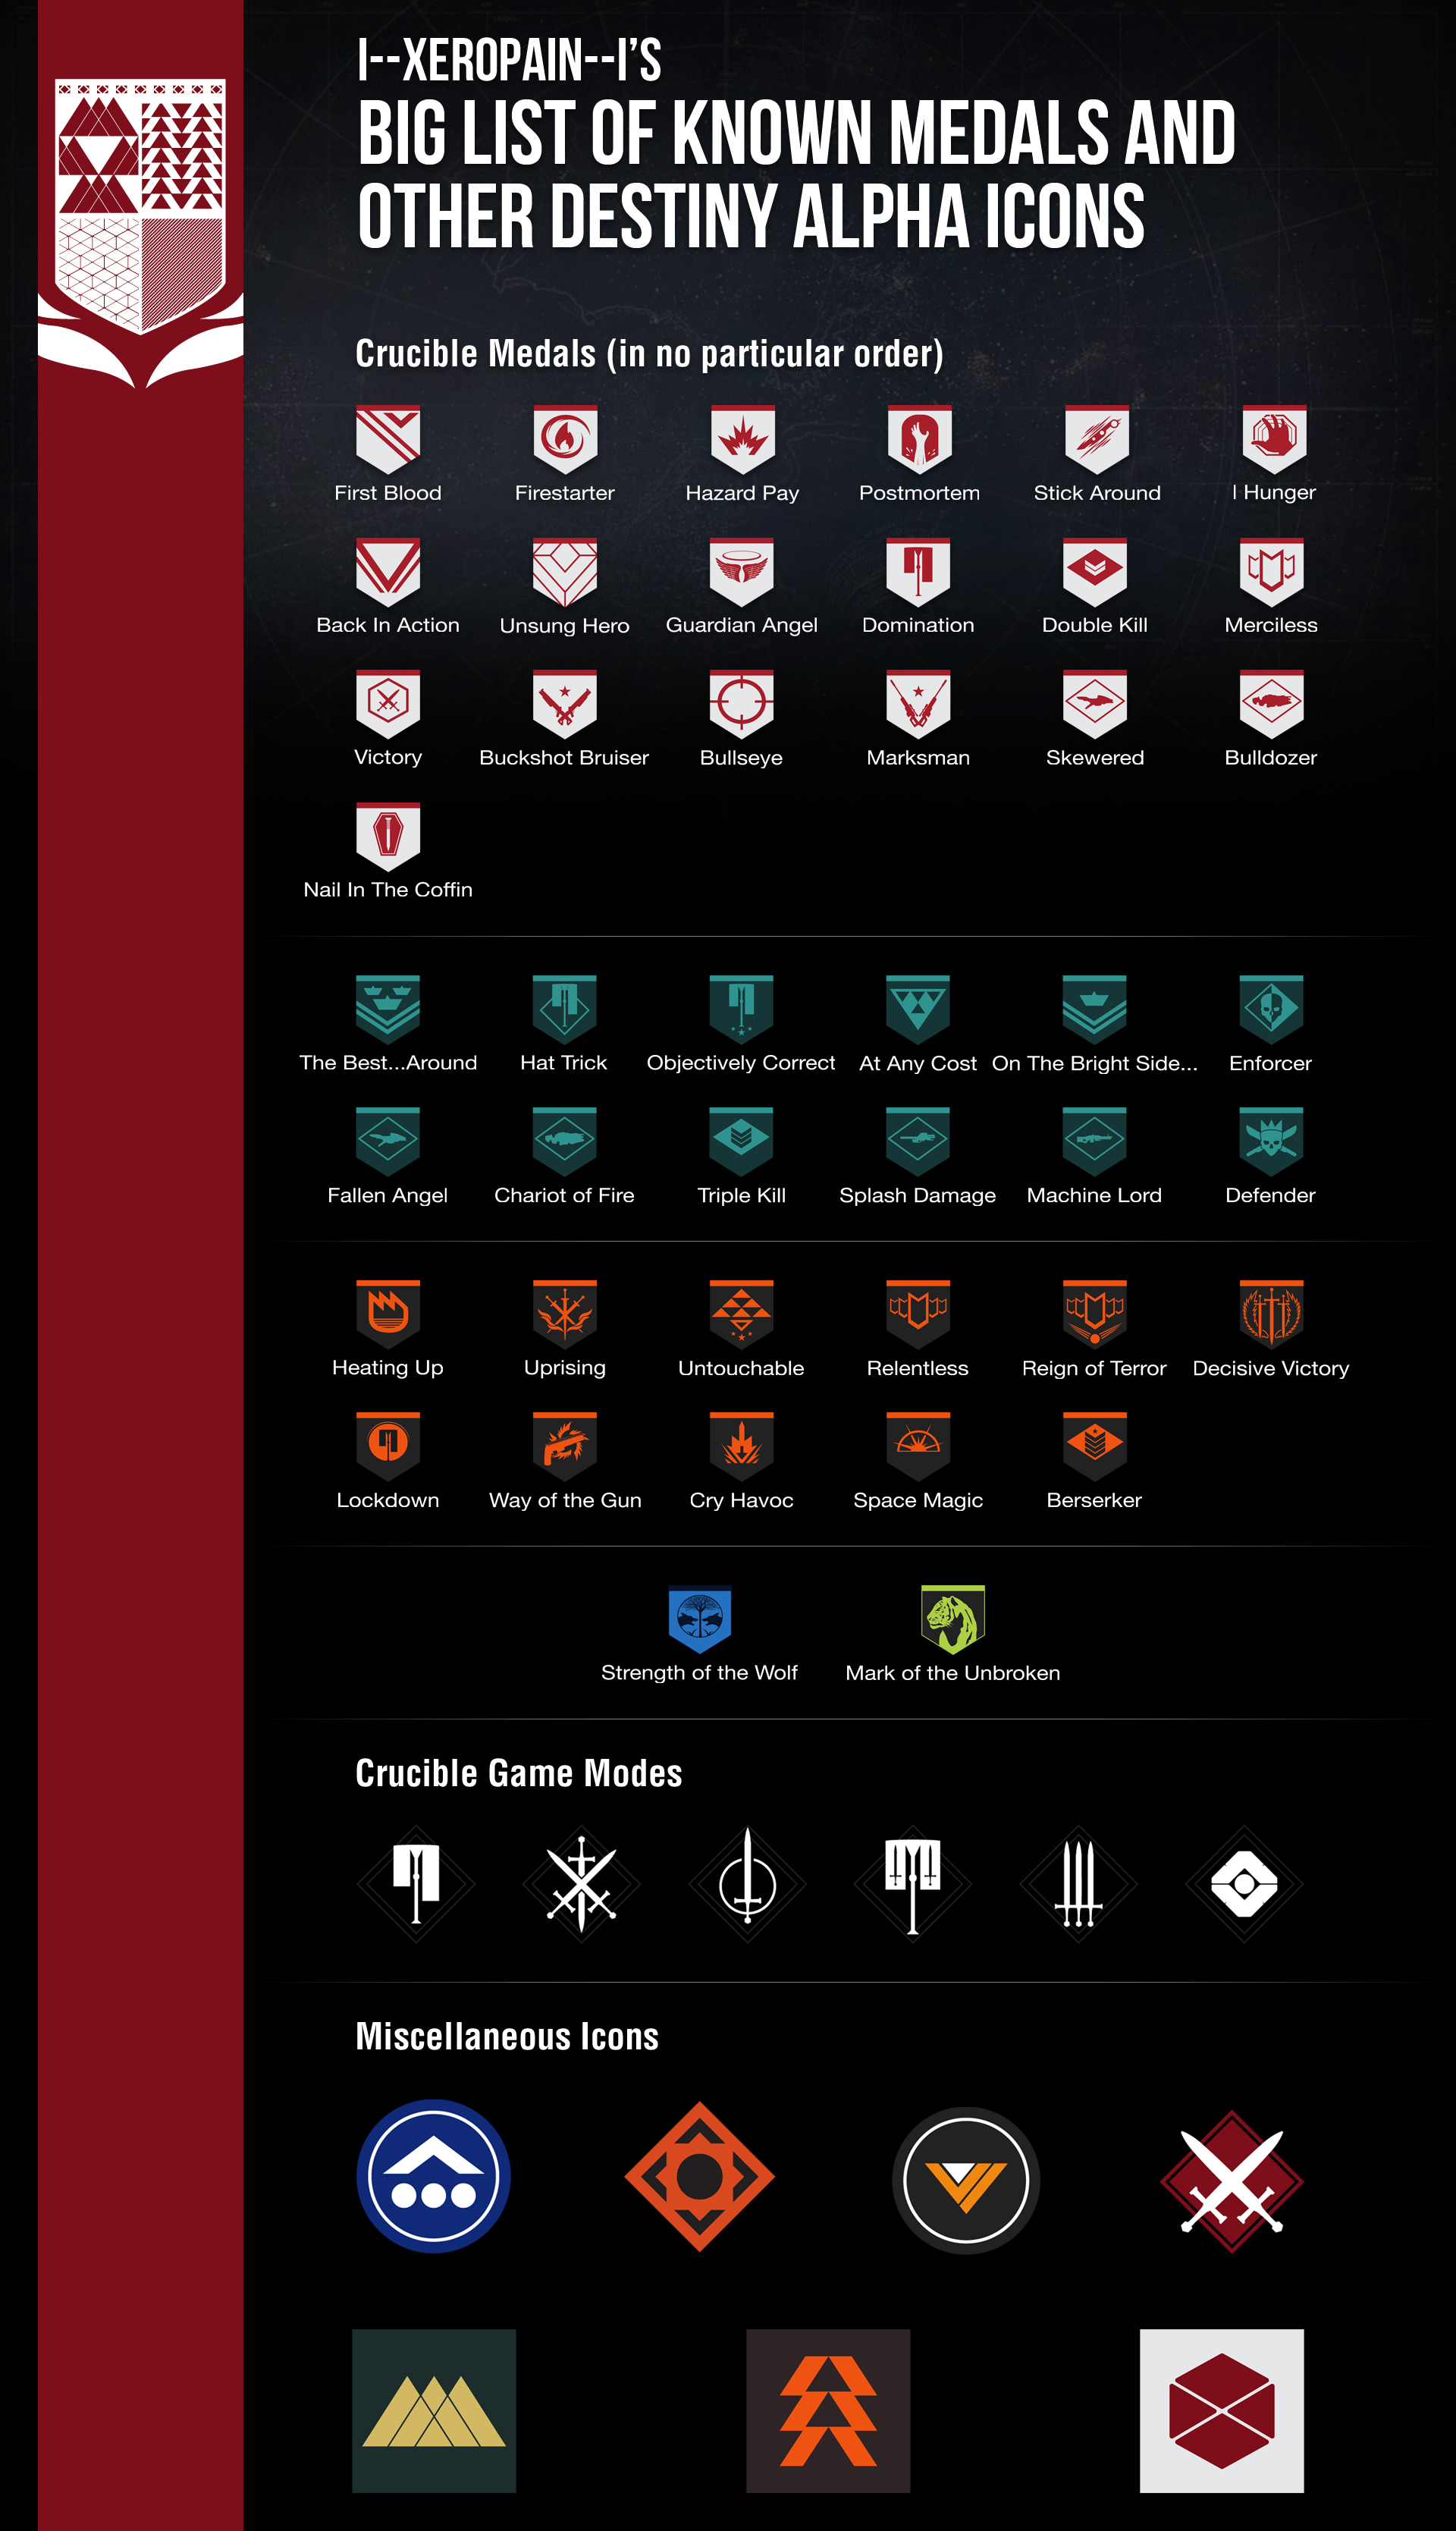 I--XEROPAIN--I'S
BIG LIST OF KNOWN MEDALS AND
OTHER DESTINY ALPHA ICONS
Crucible Medals (in no particular order)
First Blood Firestarter Hazard Pay Postmortem Stick Around I Hunger
Back In Action Unsung Hero Guardian Angel Domination Double Kill Merciless
Victory Buckshot Bruiser Bullseye Marksman Skewered Bulldozer
Nail In The Coffin
The Best...Around Hat Trick Objectively Correct At Any Cost On The Bright Side... Enforcer
Fallen Angel Chariot of Fire Triple Kill Splash Damage Machine Lord Defender
Heating Up Uprising Untouchable Relentless Reign of Terror Decisive Victory
Lockdown Way of the Gun Cry Havoc Space Magic Berserker
Strength of the Wolf Mark of the Unbroken
Crucible Game Modes
Miscellaneous Icons